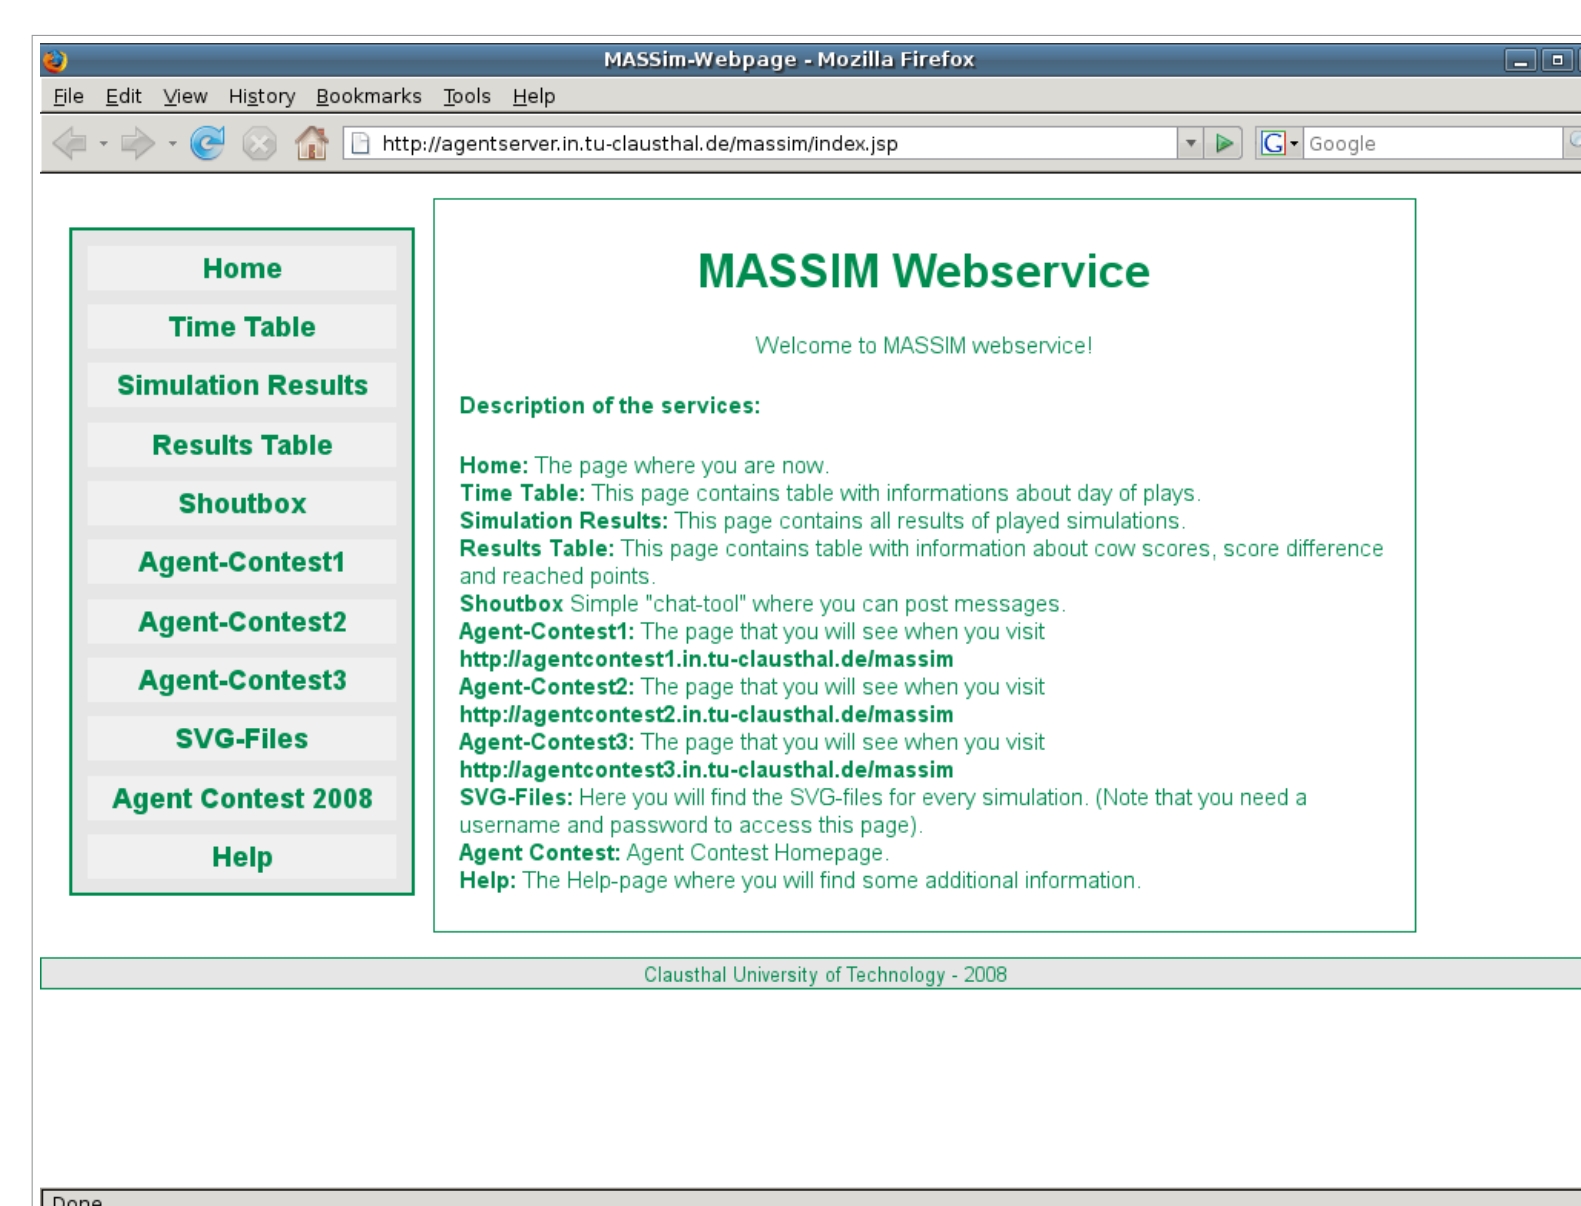 MASSim-Webpage - Mozilla Firefox
File Edit View History Bookmarks Tools Help
http://agentserver.in.tu-clausthal.de/massim/index.jsp
G Google
Home
Time Table
Simulation Results
Results Table
Shoutbox
Agent-Contest1
Agent-Contest2
Agent-Contest3
SVG-Files
Agent Contest 2008
Help
MASSIM Webservice
Welcome to MASSIM webservice!
Description of the services:
Home: The page where you are now.
Time Table: This page contains table with informations about day of plays.
Simulation Results: This page contains all results of played simulations.
Results Table: This page contains table with information about cow scores, score difference
and reached points.
Shoutbox Simple "chat-tool" where you can post messages.
Agent-Contest1: The page that you will see when you visit
http://agentcontest1.in.tu-clausthal.de/massim
Agent-Contest2: The page that you will see when you visit
http://agentcontest2.in.tu-clausthal.de/massim
Agent-Contest3: The page that you will see when you visit
http://agentcontest3.in.tu-clausthal.de/massim
SVG-Files: Here you will find the SVG-files for every simulation. (Note that you need a
username and password to access this page).
Agent Contest: Agent Contest Homepage.
Help: The Help-page where you will find some additional information.
Clausthal University of Technology - 2008
Done